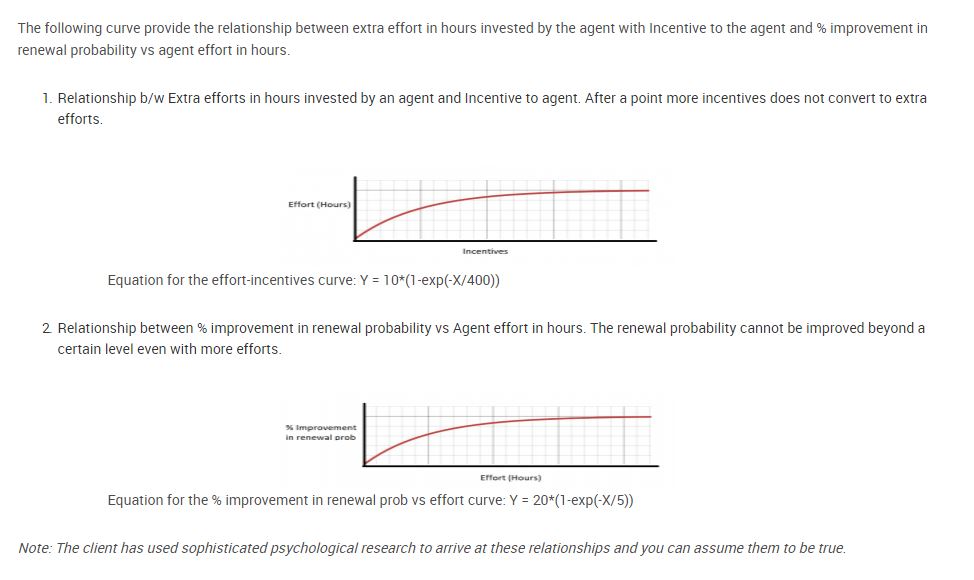 The following curve provide the relationship between extra effort in hours invested by the agent with Incentive to the agent and % improvement in
renewal probability vs agent effort in hours.
1. Relationship b/w Extra efforts in hours invested by an agent and Incentive to agent. After a point more incentives does not convert to extra
efforts.
Effort (Hours)
Incentives
Equation for the effort-incentives curve: Y = 10*(1-exp(-X/400))
2. Relationship between % improvement in renewal probability vs Agent effort in hours. The renewal probability cannot be improved beyond a
certain level even with more efforts.
% Improvement
in renewal prob
Effort (Hours)
Equation for the % improvement in renewal prob vs effort curve: Y = 20*(1-exp(-X/5))
Note: The client has used sophisticated psychological research to arrive at these relationships and you can assume them to be true.